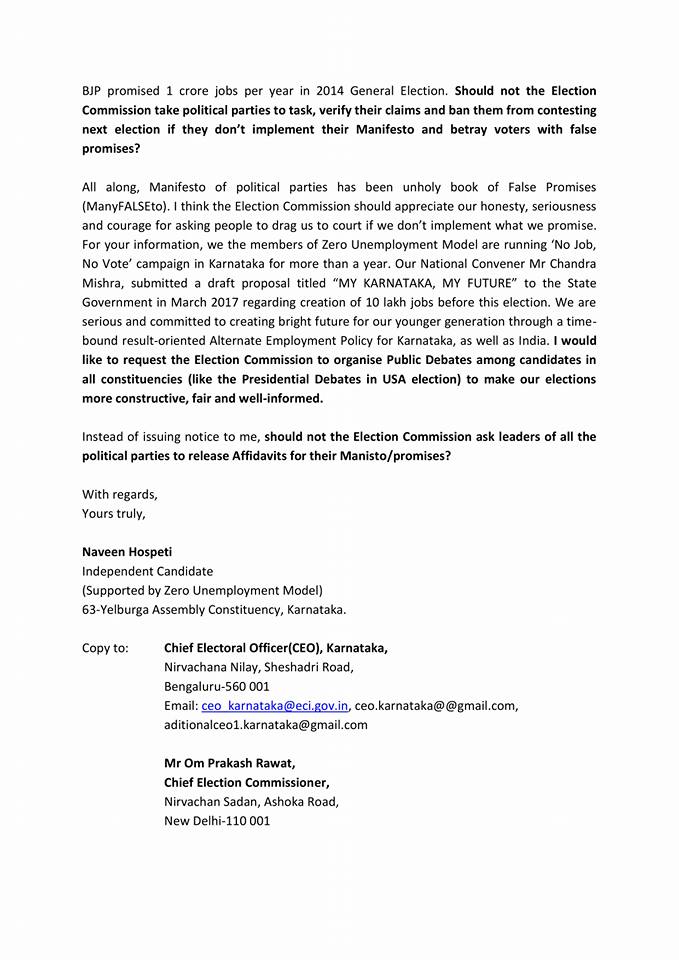 BJP promised 1 crore jobs per year in 2014 General Election. Should not the Election
Commission take political parties to task, verify their claims and ban them from contesting
next election if they don’t implement their Manifesto and betray voters with false
promises?
All along, Manifesto of political parties has been unholy book of False Promises
(ManyFALSEto). I think the Election Commission should appreciate our honesty, seriousness
and courage for asking people to drag us to court if we don’t implement what we promise.
For your information, we the members of Zero Unemployment Model are running ‘No Job,
No Vote’ campaign in Karnataka for more than a year. Our National Convener Mr Chandra
Mishra, submitted a draft proposal titled “MY KARNATAKA, MY FUTURE” to the State
Government in March 2017 regarding creation of 10 lakh jobs before this election. We are
serious and committed to creating bright future for our younger generation through a time-
bound result-oriented Alternate Employment Policy for Karnataka, as well as India. I would
like to request the Election Commission to organise Public Debates among candidates in
all constituencies (like the Presidential Debates in USA election) to make our elections
more constructive, fair and well-informed.
Instead of issuing notice to me, should not the Election Commission ask leaders of all the
political parties to release Affidavits for their Manisto/promises?
With regards,
Yours truly,
Naveen Hospeti
Independent Candidate
(Supported by Zero Unemployment Model)
63-Yelburga Assembly Constituency, Karnataka.
Copy to: Chief Electoral Officer(CEO), Karnataka,
Nirvachana Nilay, Sheshadri Road,
Bengaluru-560 001
Email: ceo_karnataka@eci.gov.in, ceo.karnataka@@gmail.com,
aditionalceo1.karnataka@gmail.com
Mr Om Prakash Rawat,
Chief Election Commissioner,
Nirvachan Sadan, Ashoka Road,
New Delhi-110 001